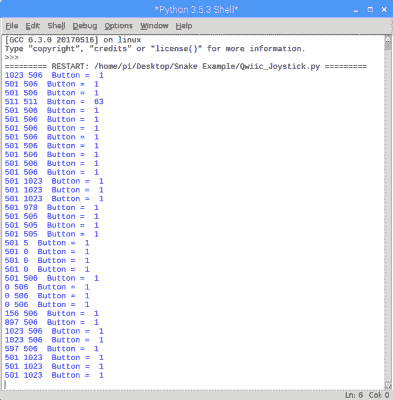 *Python 3.5.3 Shell*
File Edit Shell Debug Options Window Help
[GCC 6.3.0 20170516] on linux
Type "copyright", "credits" or "license()" for more information.
>>>
========= RESTART: /home/pi/Desktop/Snake Example/Qwiic_Joystick.py =========
1023 506 Button = 1
501 506 Button = 1
501 506 Button = 1
511 511 Button = 63
501 506 Button = 1
501 506 Button = 1
501 506 Button = 1
501 506 Button = 1
501 506 Button = 1
501 506 Button = 1
501 506 Button = 1
501 506 Button = 1
501 1023 Button = 1
501 1023 Button = 1
501 1023 Button = 1
501 978 Button = 1
501 505 Button = 1
501 505 Button = 1
501 505 Button = 1
501 5 Button = 1
501 0 Button = 1
501 0 Button = 1
501 0 Button = 1
501 506 Button = 1
0 506 Button = 1
0 506 Button = 1
0 506 Button = 1
156 506 Button = 1
897 506 Button = 1
1023 506 Button = 1
1023 506 Button = 1
597 506 Button = 1
501 1023 Button = 1
501 1023 Button = 1
501 1023 Button = 1
Ln: 6 Col: 0